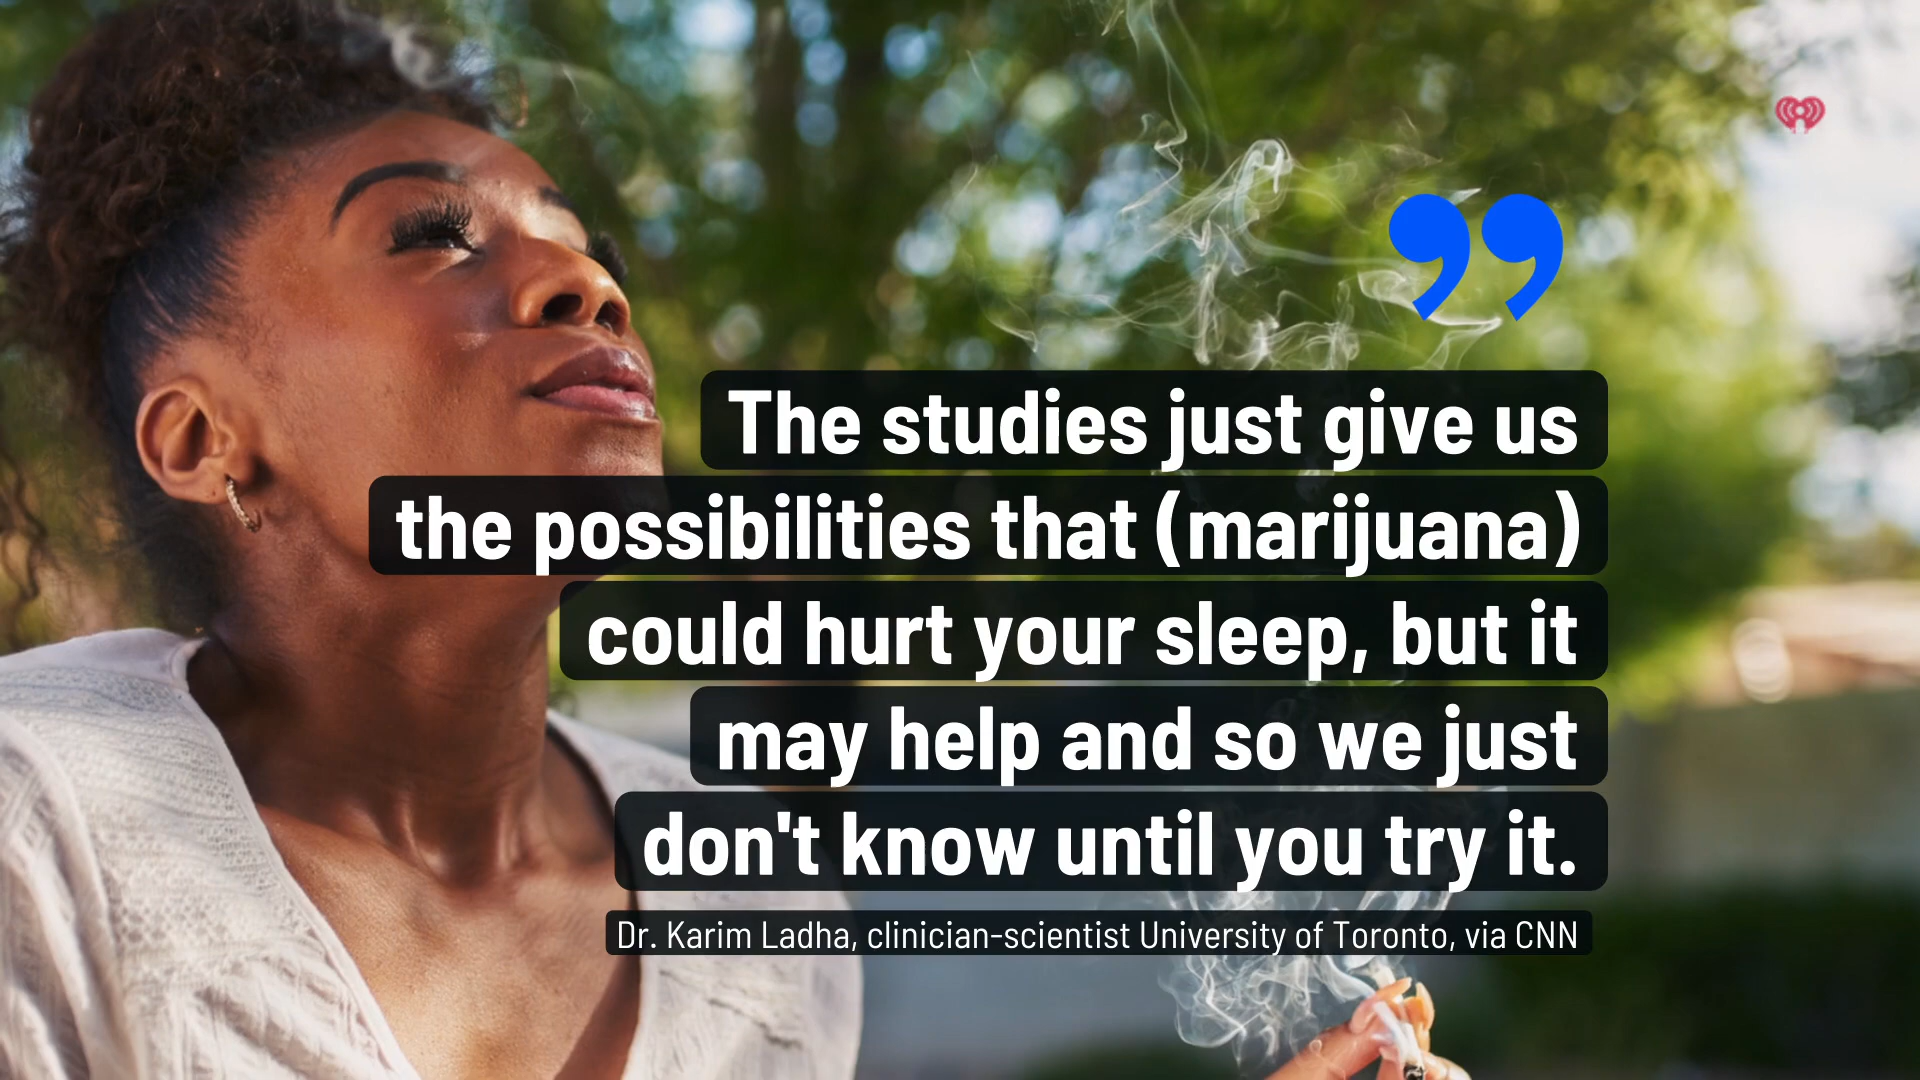 ”
The studies just give us
the possibilities that (marijuana)
could hurt your sleep, but it
may help and so we just
don't know until you try it.
Dr. Karim Ladha, clinician-scientist University of Toronto, via CNN